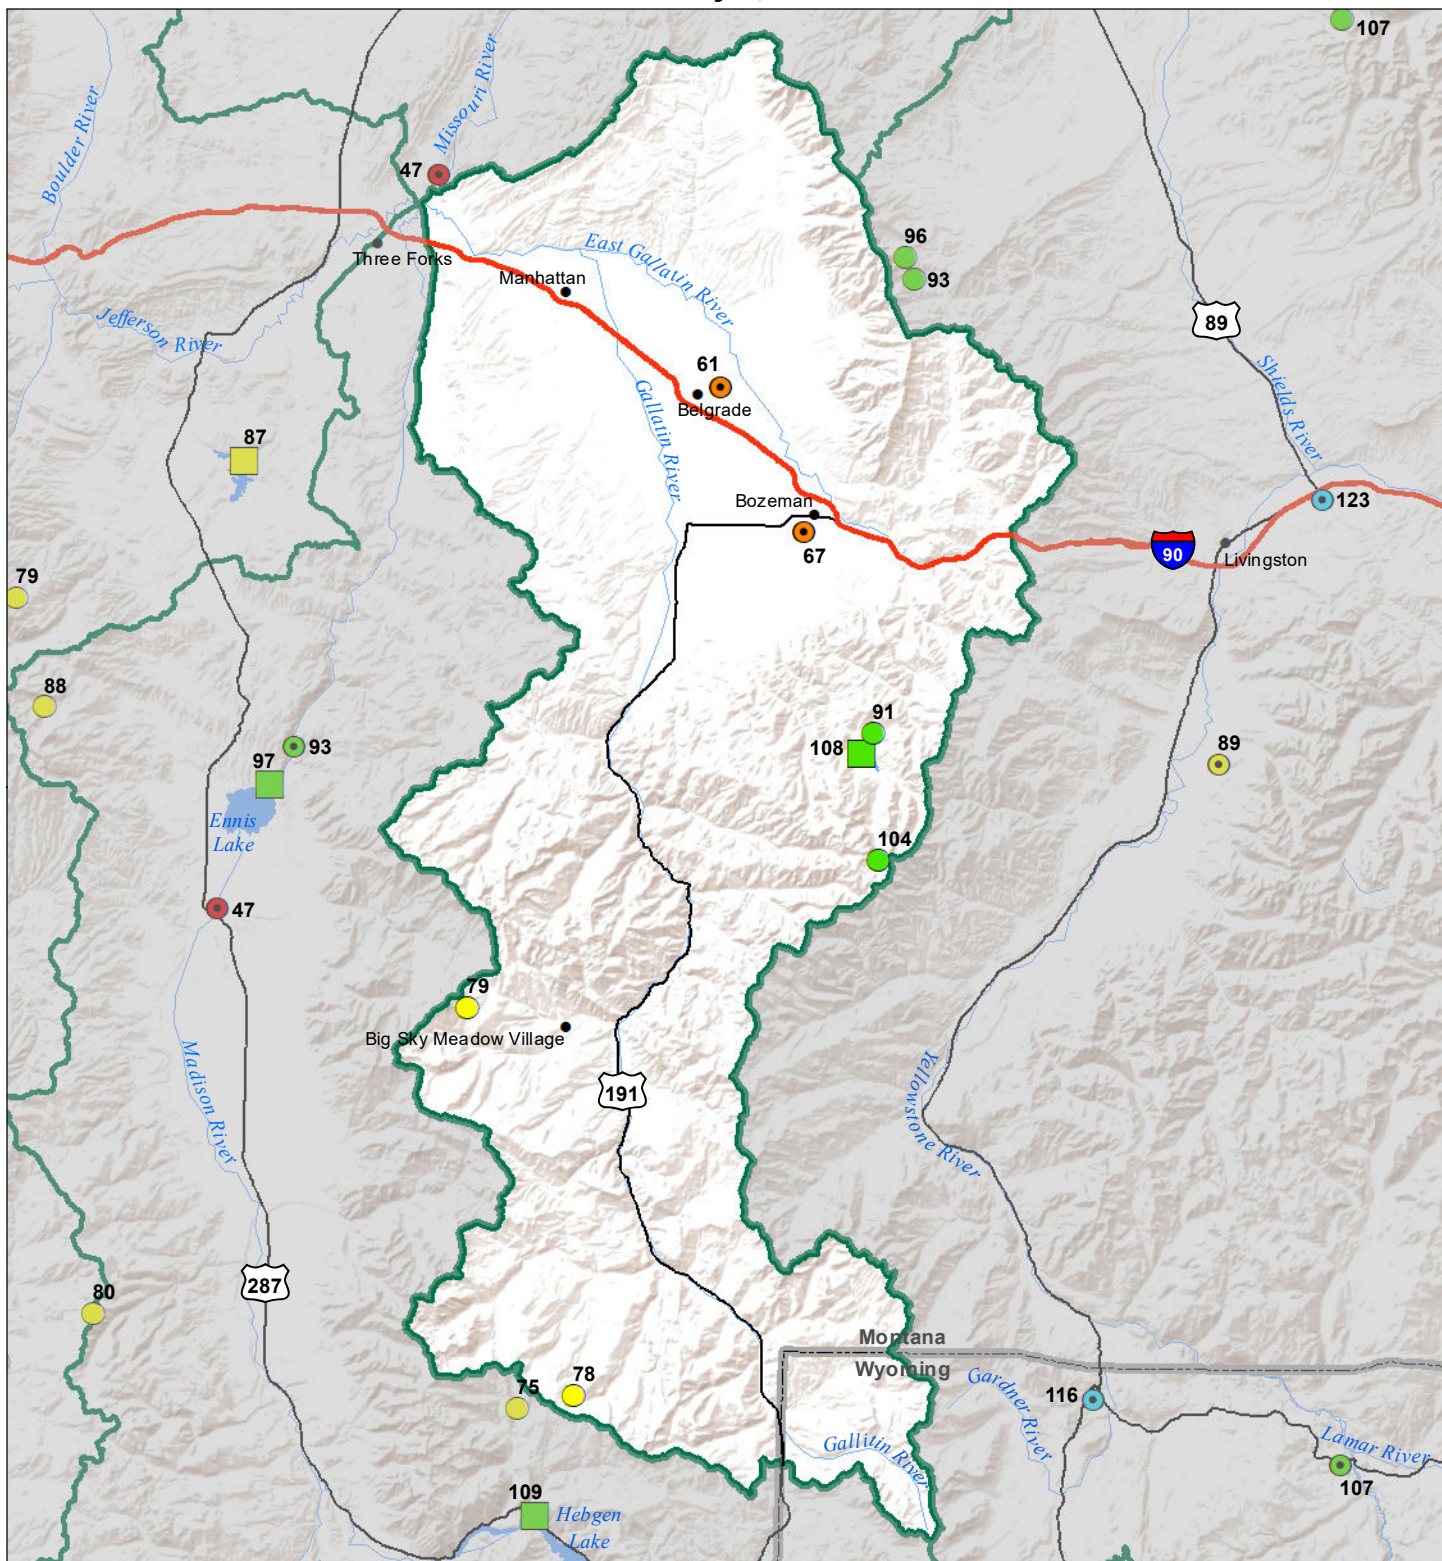 107
Missouri River
Boulder River
47
East Gallatin River
96
93
Three Forks
Manhattan
Jefferson River
89
61
Belgrade
Shields River
Gallatin River
87
Bozeman
67
123
90
Livingston
79
88
91
93
108
97
89
Ennis
Lake
104
47
79
Big Sky Meadow Village
Madison River
191
Yellowstone River
287
80
Montana
Wyoming
78
75
Gardner
River
116
Gallitin River
Lamar River
107
109
Hebgen
Lake